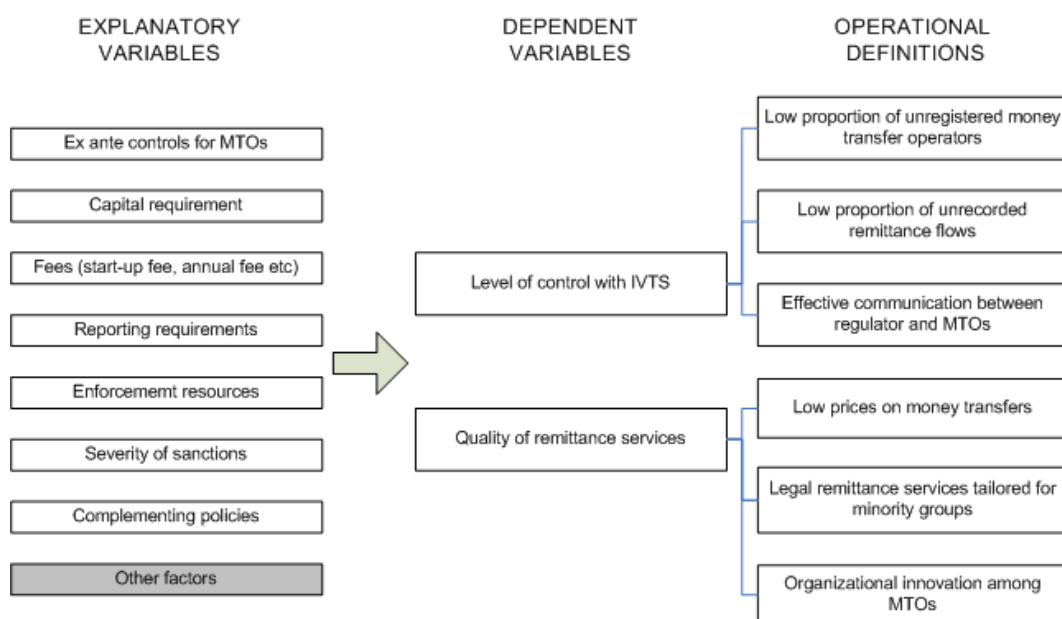 EXPLANATORY
VARIABLES
Ex ante controls for MTOs
Capital requirement
Fees (start-up fee, annual fee etc)
Reporting requirements
Enforcememt resources
Severity of sanctions
Complementing policies
Other factors
DEPENDENT
VARIABLES
Level of control with IVTS
Quality of remittance services
OPERATIONAL
DEFINITIONS
Low proportion of unregistered money
transfer operators
Low proportion of unrecorded
remittance flows
Effective communication between
regulator and MTOs
Low prices on money transfers
Legal remittance services tailored for
minority groups
Organizational innovation among
MTOs